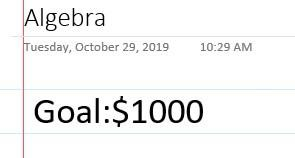 Algebra
Tuesday, October 29, 2019 10:29 AM
Goal:$1000